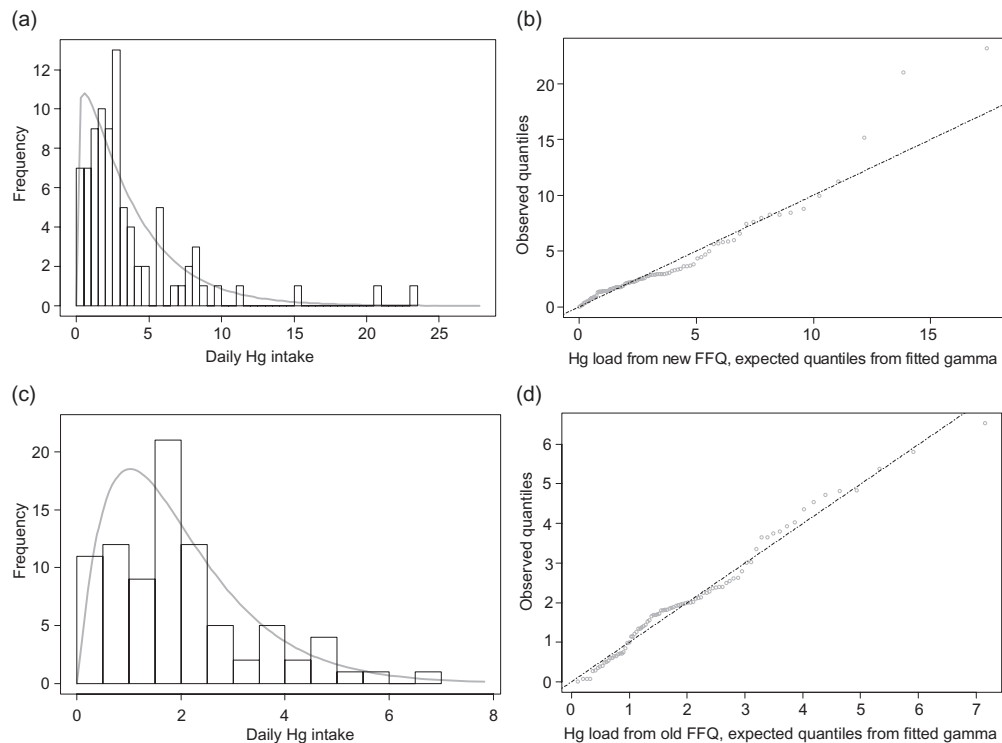 (a)
12
10
8
6
4
2
0
Frequency
0 5 10 15 20 25
Daily Hg intake
(b)
20
15
10
5
0
Observed quantiles
0 5 10 15
Hg load from new FFQ, expected quantiles from fitted gamma
(c)
20
15
10
5
0
Frequency
0 2 4 6 8
Daily Hg intake
(d)
6
5
4
3
2
1
0
Observed quantiles
0 1 2 3 4 5 6 7
Hg load from old FFQ, expected quantiles from fitted gamma